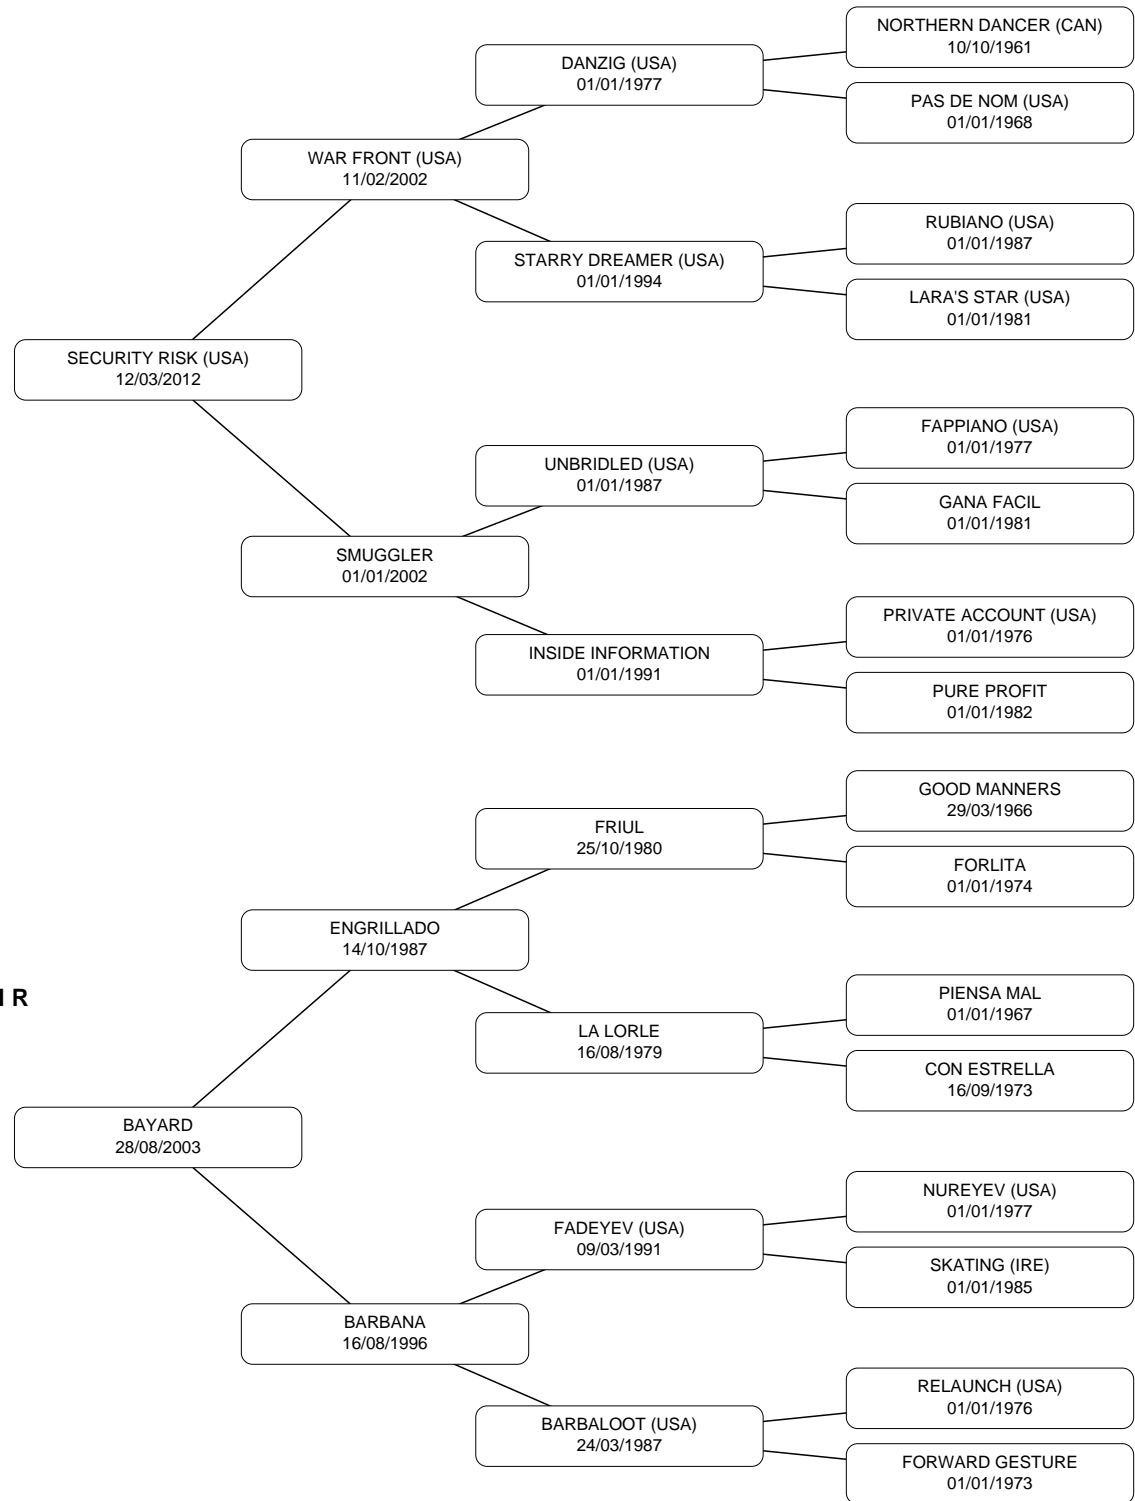 NORTHERN DANCER (CAN)
10/10/1961
DANZIG (USA)
01/01/1977
PAS DE NOM (USA)
01/01/1968
WAR FRONT (USA)
11/02/2002
RUBIANO (USA)
01/01/1987
STARRY DREAMER (USA)
01/01/1994
LARA'S STAR (USA)
01/01/1981
SECURITY RISK (USA)
12/03/2012
FAPPIANO (USA)
01/01/1977
UNBRIDLED (USA)
01/01/1987
GANA FACIL
01/01/1981
SMUGGLER
01/01/2002
PRIVATE ACCOUNT (USA)
01/01/1976
INSIDE INFORMATION
01/01/1991
PURE PROFIT
01/01/1982
GOOD MANNERS
29/03/1966
FRIUL
25/10/1980
FORLITA
01/01/1974
ENGRILLADO
14/10/1987
R
PIENSA MAL
01/01/1967
LA LORLE
16/08/1979
CON ESTRELLA
16/09/1973
BAYARD
28/08/2003
NUREYEV (USA)
01/01/1977
FADEYEV (USA)
09/03/1991
SKATING (IRE)
01/01/1985
BARBANA
16/08/1996
RELAUNCH (USA)
01/01/1976
BARBALOOT (USA)
24/03/1987
FORWARD GESTURE
01/01/1973